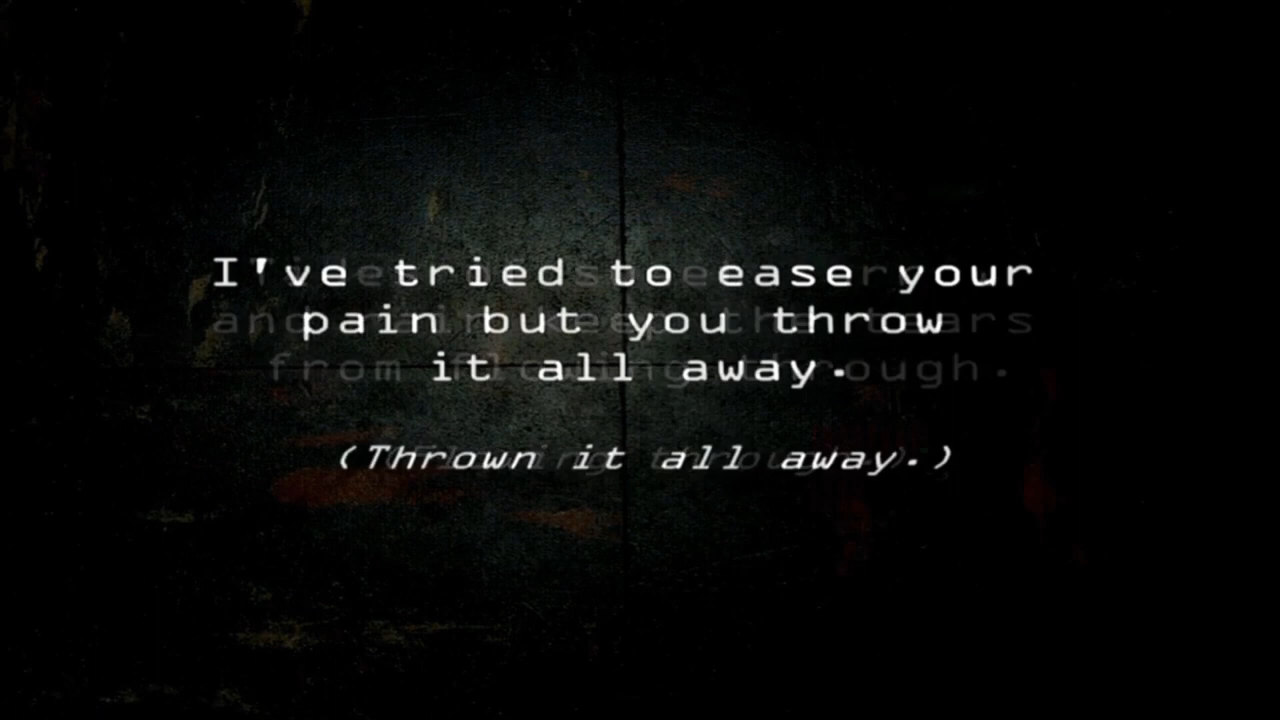 I've tried to ease your
pain but you throw
it all away.
(Thrown it all away.)